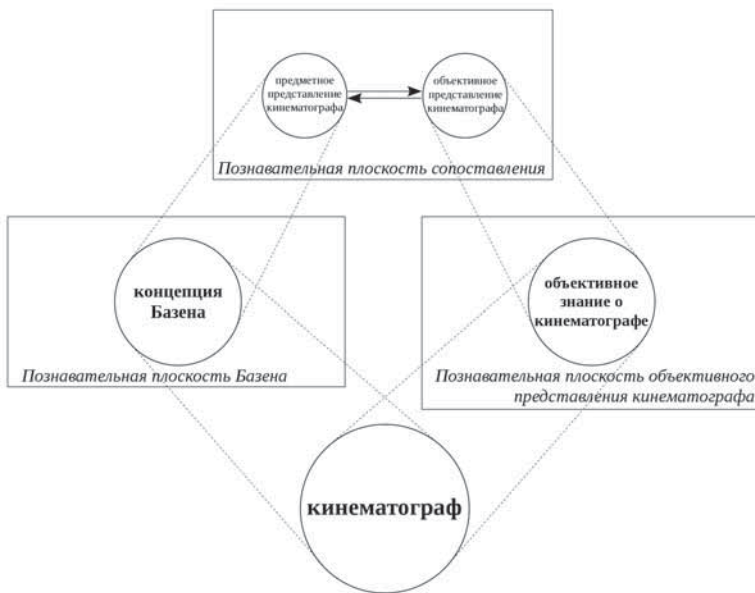 предметное
представление
кинематографа
объективное
представление
кинематографа
Познавательная плоскость сопоставления
концепция
Базена
Познавательная плоскость Базена
объективное
знание о
кинематографе
Познавательная плоскость объективного
представления кинематографа
кинематограф